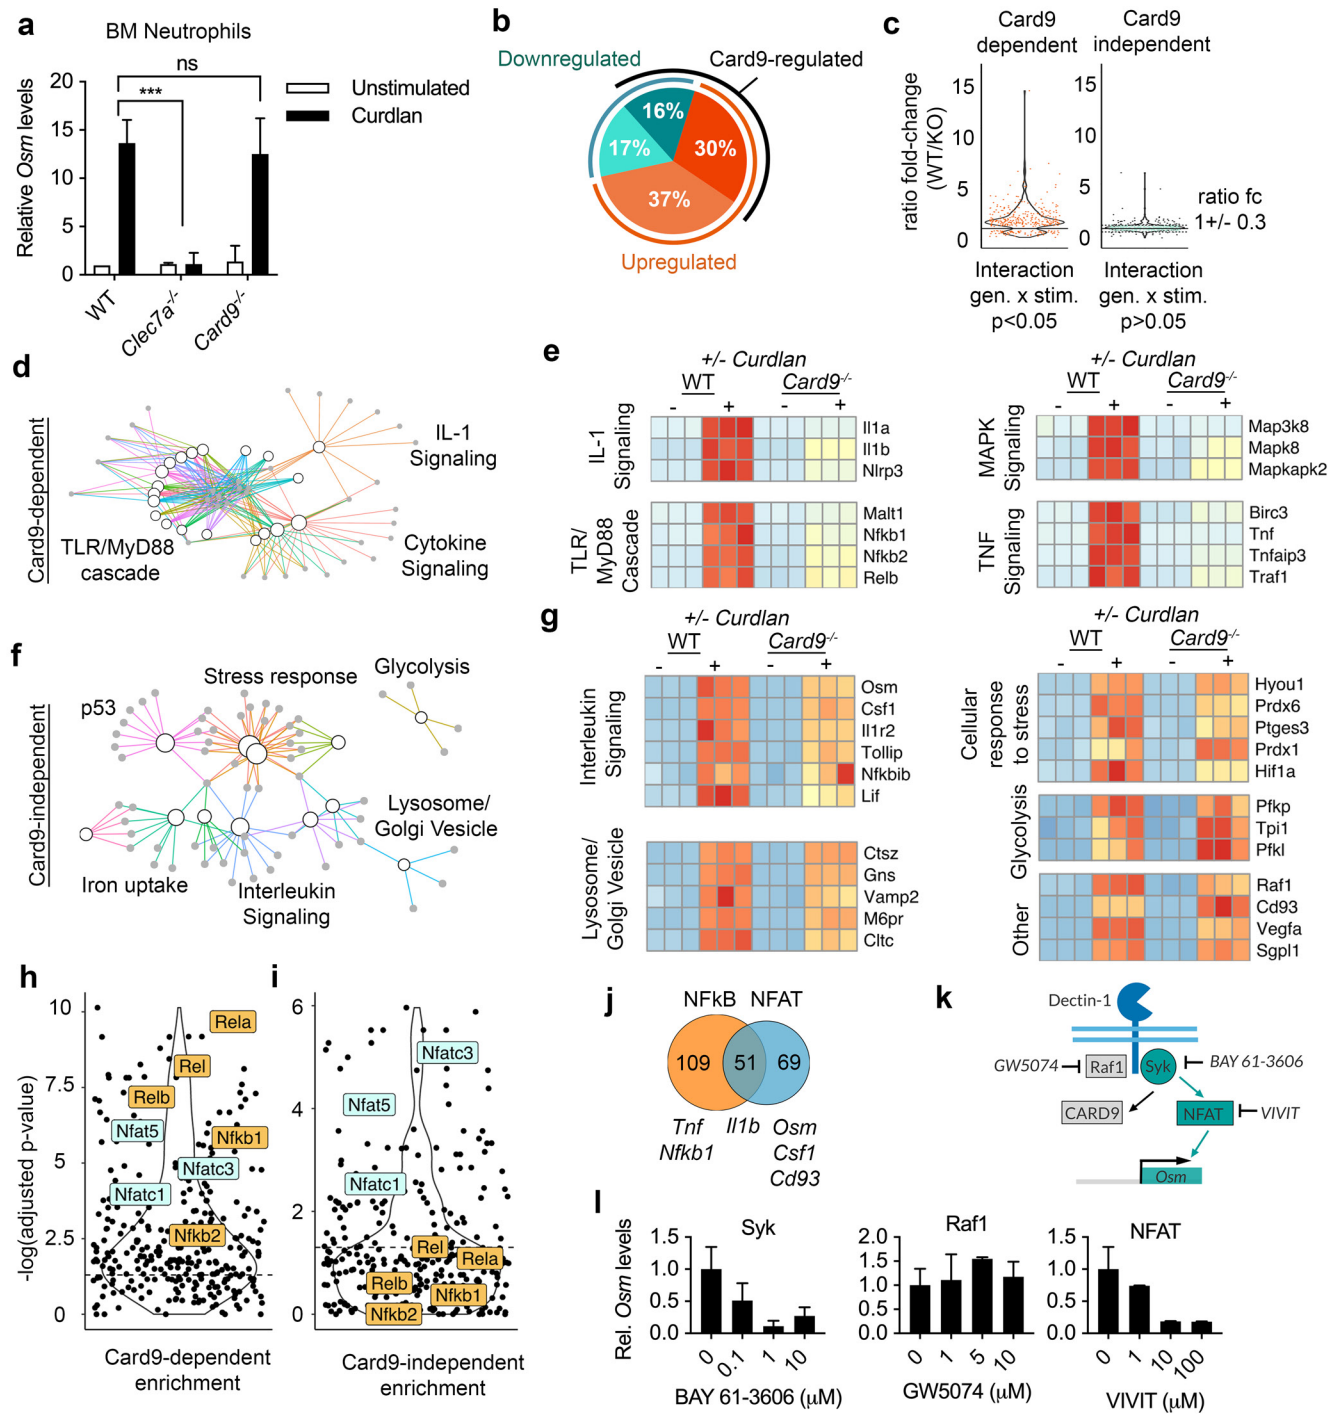 a
BM Neutrophils
Relative Osm levels
20
15
10
5
0
ns
***
Unstimulated
Curdlan
WT
Clec7a-/-
Card9-/-
b
Downregulated
Card9-regulated
16%
17%
30%
37%
Upregulated
c
Card9
dependent
Card9
independent
ratio fold-change
(WT/KO)
15
10
5
0
15
10
5
0
ratio fc
1+/- 0.3
Interaction
gen. x stim.
p<0.05
Interaction
gen. x stim.
p>0.05
d
Card9-dependent
IL-1
Signaling
TLR/MyD88
cascade
Cytokine
Signaling
e
+/- Curdlan
WT
Card9-/-
-
+
-
+
IL-1
Signaling
Il1a
Il1b
Nlrp3
TLR/
MyD88
Cascade
Malt1
Nfkb1
Nfkb2
Relb
+/- Curdlan
WT
Card9-/-
-
+
-
+
MAPK
Signaling
Map3k8
Mapk8
Mapkapk2
TNF
Signaling
Birc3
Tnf
Tnfaip3
Traf1
f
Card9-independent
p53
Stress response
Glycolysis
Lysosome/
Golgi Vesicle
Iron uptake
Interleukin
Signaling
g
+/- Curdlan
WT
Card9-/-
-
+
-
+
Interleukin
Signaling
Osm
Csf1
Il1r2
Tollip
Nfkbib
Lif
Lysosome/
Golgi Vesicle
Ctsz
Gns
Vamp2
M6pr
Cltc
+/- Curdlan
WT
Card9-/-
-
+
-
+
Cellular
response
to stress
Hyou1
Prdx6
Ptges3
Prdx1
Hif1a
Glycolysis
Pfkp
Tpi1
Pfkl
Other
Raf1
Cd93
Vegfa
Sgpl1
h
-log(adjusted p-value)
10
7.5
5
2.5
0
Rela
Rel
Relb
Nfat5
Nfkb1
Nfatc3
Nfatc1
Nfkb2
Card9-dependent
enrichment
i
6
4
2
0
Nfatc3
Nfat5
Nfatc1
Rel
Rela
Relb
Nfkb1
Nfkb2
Card9-independent
enrichment
j
NFkB NFAT
109 51 69
Tnf
Nfkb1
Il1b
Osm
Csf1
Cd93
k
Dectin-1
GW5074
Raf1
Syk
BAY 61-3606
CARD9
NFAT
VIVIT
Osm
l
Rel. Osm levels
Syk
1.5
1.0
0.5
0.0
0
0.1
1
10
BAY 61-3606 (μM)
Raf1
2.0
1.5
1.0
0.5
0.0
0
1
5
10
GW5074 (μM)
NFAT
1.5
1.0
0.5
0.0
0
1
10
100
VIVIT (μM)